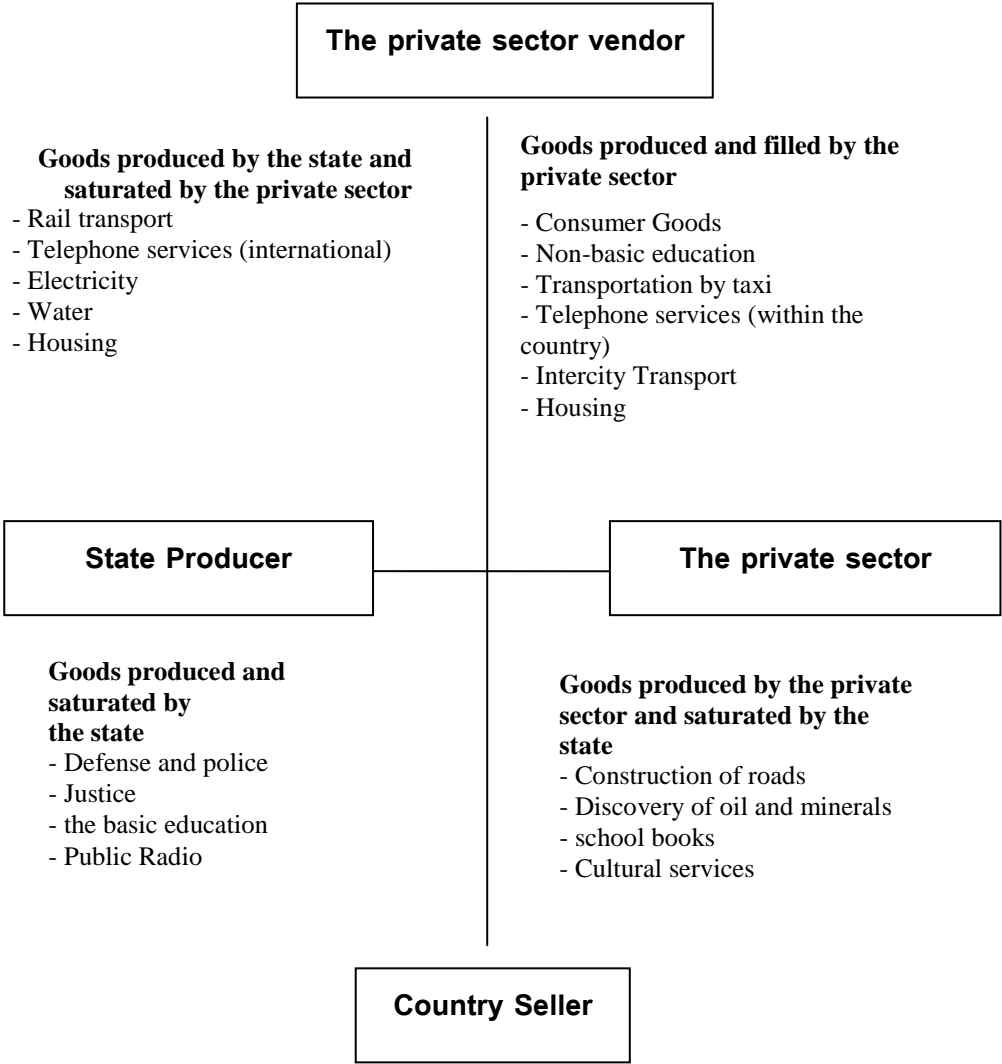 The private sector vendor
Goods produced by the state and
saturated by the private sector
- Rail transport
- Telephone services (international)
- Electricity
- Water
- Housing
Goods produced and filled by the
private sector
- Consumer Goods
- Non-basic education
- Transportation by taxi
- Telephone services (within the
country)
- Intercity Transport
- Housing
State Producer
The private sector
Goods produced and
saturated by
the state
- Defense and police
- Justice
- the basic education
- Public Radio
Goods produced by the private
sector and saturated by the
state
- Construction of roads
- Discovery of oil and minerals
- school books
- Cultural services
Country Seller